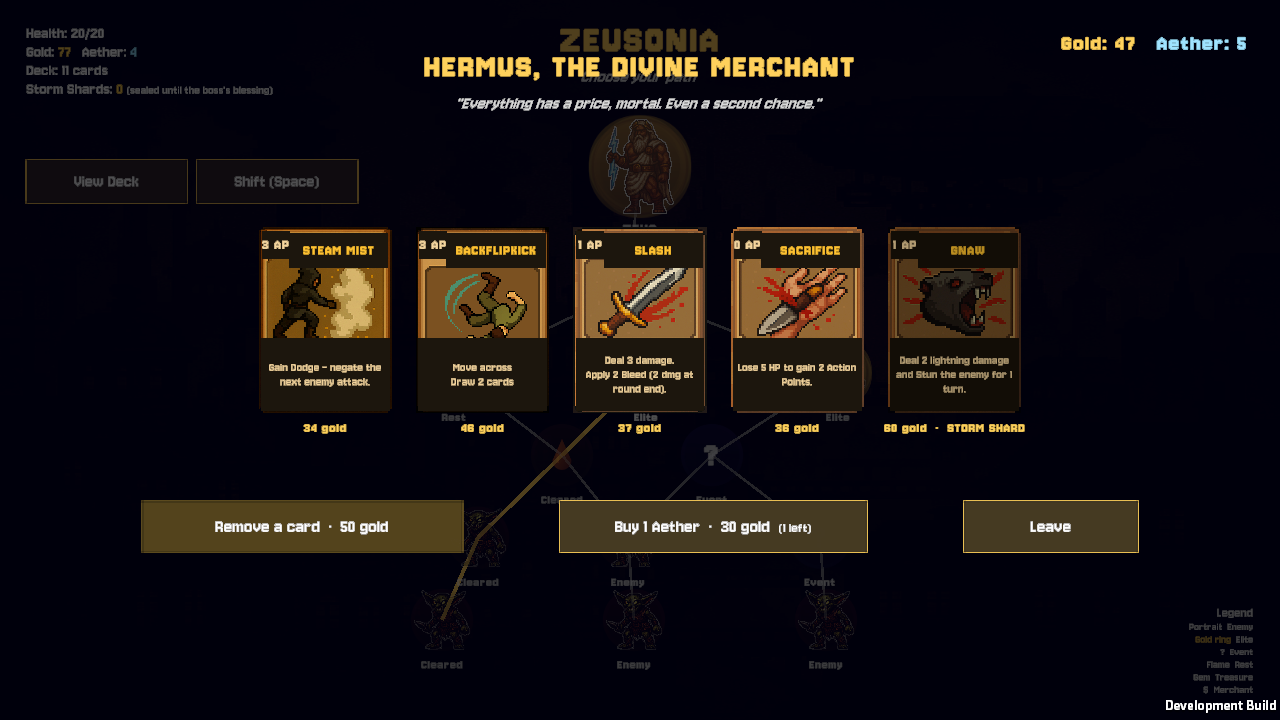 Health: 20/20
Gold: 77 Aether: 4
Deck: 11 cards
Storm Shards: 0 (sealed until the boss's blessing)
ZEUSONIA
choose your path
HERMUS, THE DIVINE MERCHANT
"Everything has a price, mortal. Even a second chance."
Gold: 47 Aether: 5
View Deck
Shift (Space)
3 AP
STEAM MIST
Gain Dodge - negate the
next enemy attack.
34 gold
3 AP
BACKFLIPKICK
Move across
Draw 2 cards
46 gold
1 AP
SLASH
Deal 3 damage.
Apply 2 Bleed (2 dmg at
round end).
37 gold
0 AP
SACRIFICE
Lose 5 HP to gain 2 Action
Points.
36 gold
1 AP
GNAW
Deal 2 lightning damage
and Stun the enemy for 1
turn.
60 gold · STORM SHARD
Rest
Elite
Elite
?
Cleared
Event
Remove a card · 50 gold
Buy 1 Aether · 30 gold (1 left)
Leave
Cleared
Enemy
Event
Cleared
Enemy
Enemy
Legend
Portrait Enemy
Gold ring Elite
? Event
Flame Rest
Gem Treasure
$ Merchant
Development Build